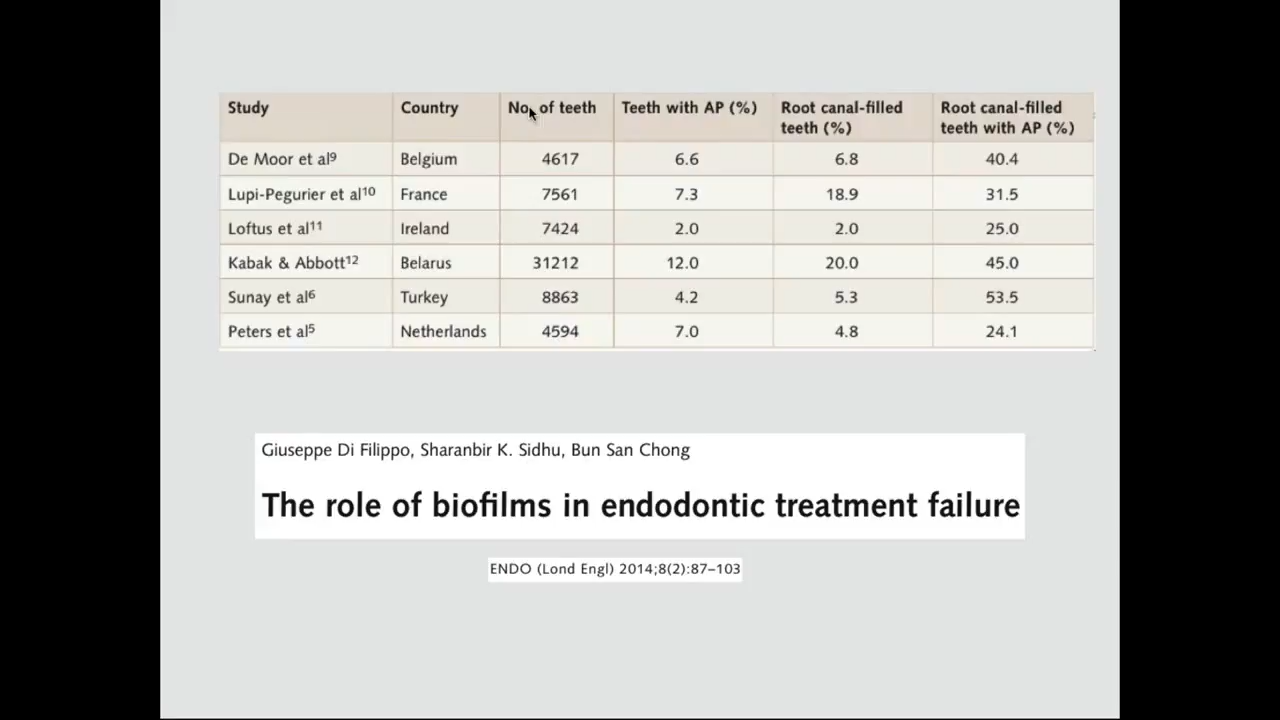 Study Country No. of teeth Teeth with AP (%) Root canal-filled teeth (%) Root canal-filled teeth with AP (%)
De Moor et al⁹ Belgium 4617 6.6 6.8 40.4
Lupi-Pegurier et al¹⁰ France 7561 7.3 18.9 31.5
Loftus et al¹¹ Ireland 7424 2.0 2.0 25.0
Kabak & Abbott¹² Belarus 31212 12.0 20.0 45.0
Sunay et al⁶ Turkey 8863 4.2 5.3 53.5
Peters et al⁵ Netherlands 4594 7.0 4.8 24.1
Giuseppe Di Filippo, Sharanbir K. Sidhu, Bun San Chong
The role of biofilms in endodontic treatment failure
ENDO (Lond Engl) 2014;8(2):87–103